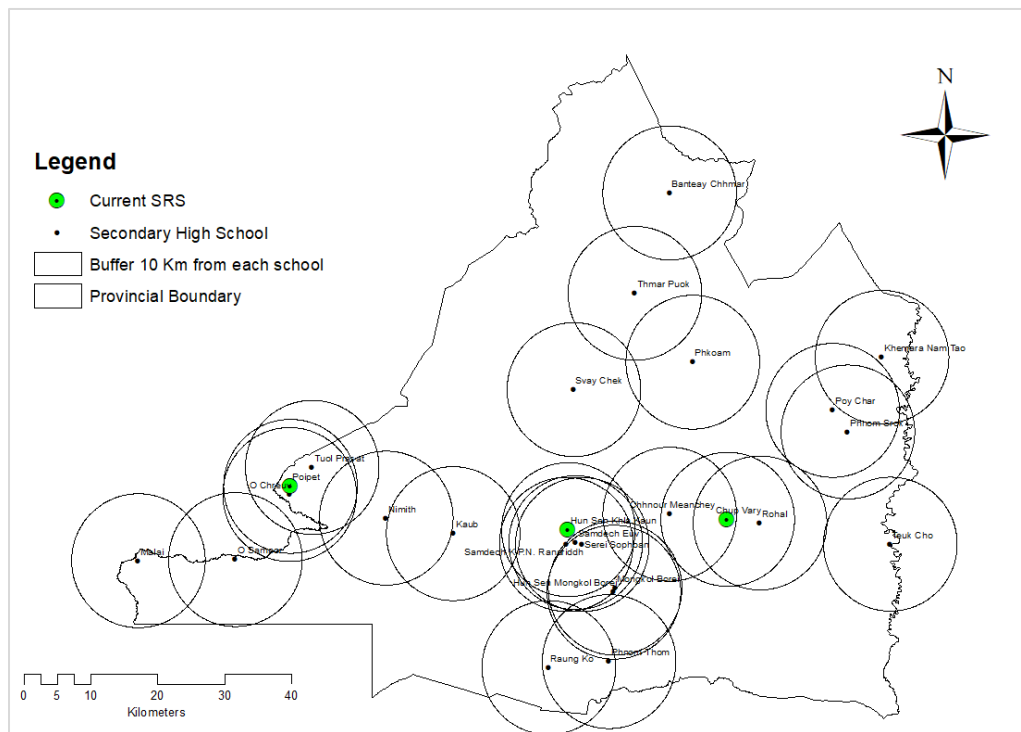 N
Legend
Current SRS
Secondary High School
Buffer 10 Km from each school
Provincial Boundary
Banteay Chhmar
Thmar Puok
Phkoam
Svay Chek
Khemara Nam Tao
Poy Char
Phnom Srok
Tuol Prasat
Poipet
O Chreu
Nimith
Kaub
Malai
O Sampor
Chhnour Meanchey
Chup Vary
Rohal
Teuk Cho
Hun Sen Khla Kaun
Samdech Euv
Serei Sophoan
Samdech K.P.N. Ranariddh
Hun Sen Mongkol Borei
Mongkol Borei
Raung Ko
Phnom Thom
0 5 10 20 30 40
Kilometers